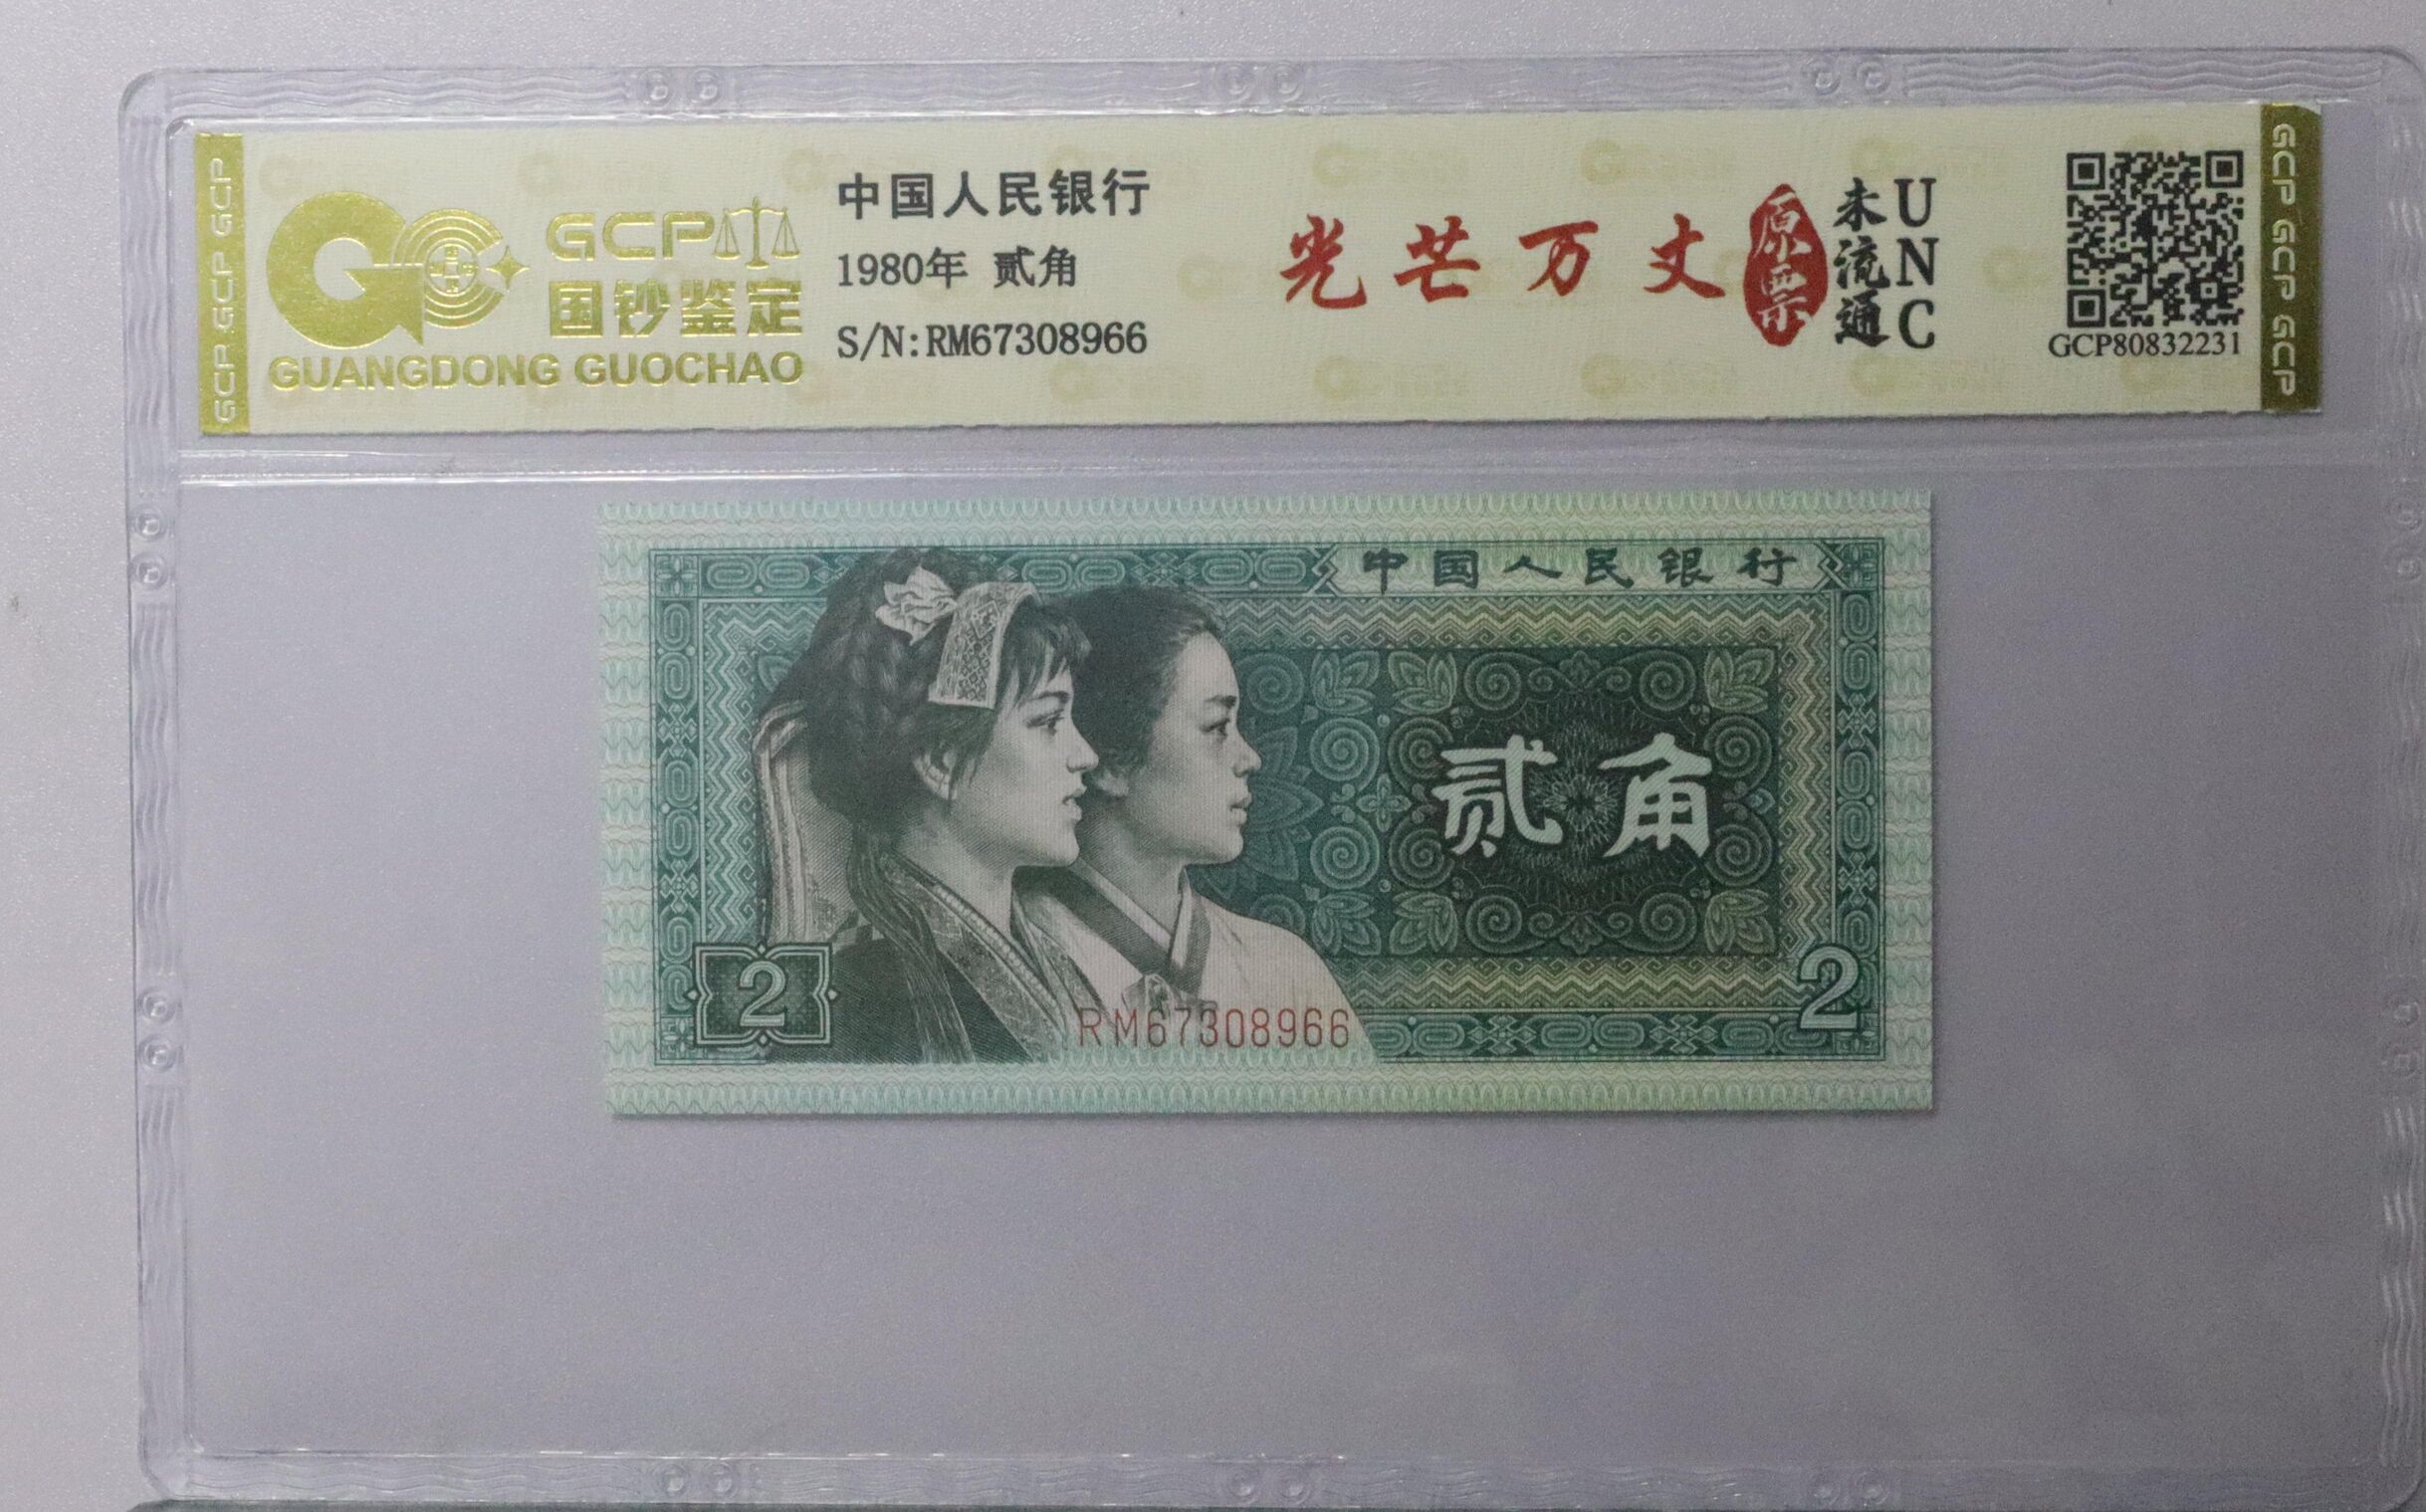 GCP GCP GCP
GCP
国钞鉴定
GUANGDONG GUOCHAO
中国人民银行
1980年 贰角
S/N:RM67308966
光芒万丈
原票
未流通
UNC
GCP80832231
GCP GCP GCP
中国人民银行
贰角
2
RM67308966
2